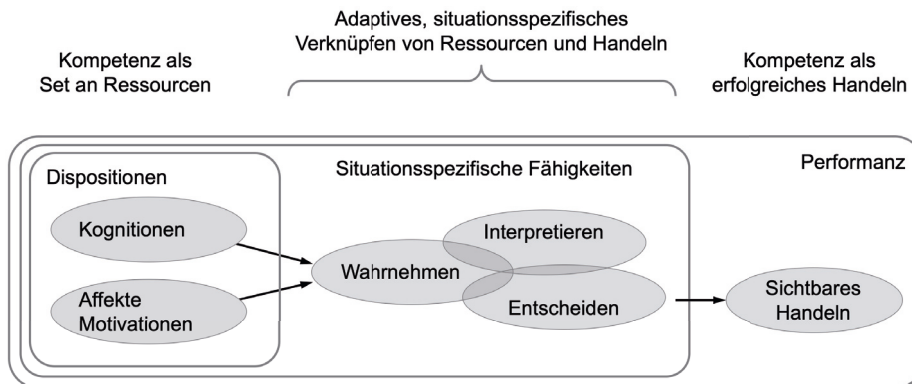 Adaptives, situationsspezifisches
Verknüpfen von Ressourcen und Handeln
Kompetenz als
Set an Ressourcen
Kompetenz als
erfolgreiches Handeln
Dispositionen
Situationsspezifische Fähigkeiten
Performanz
Kognitionen
Affekte
Motivationen
Wahrnehmen
Interpretieren
Entscheiden
Sichtbares
Handeln